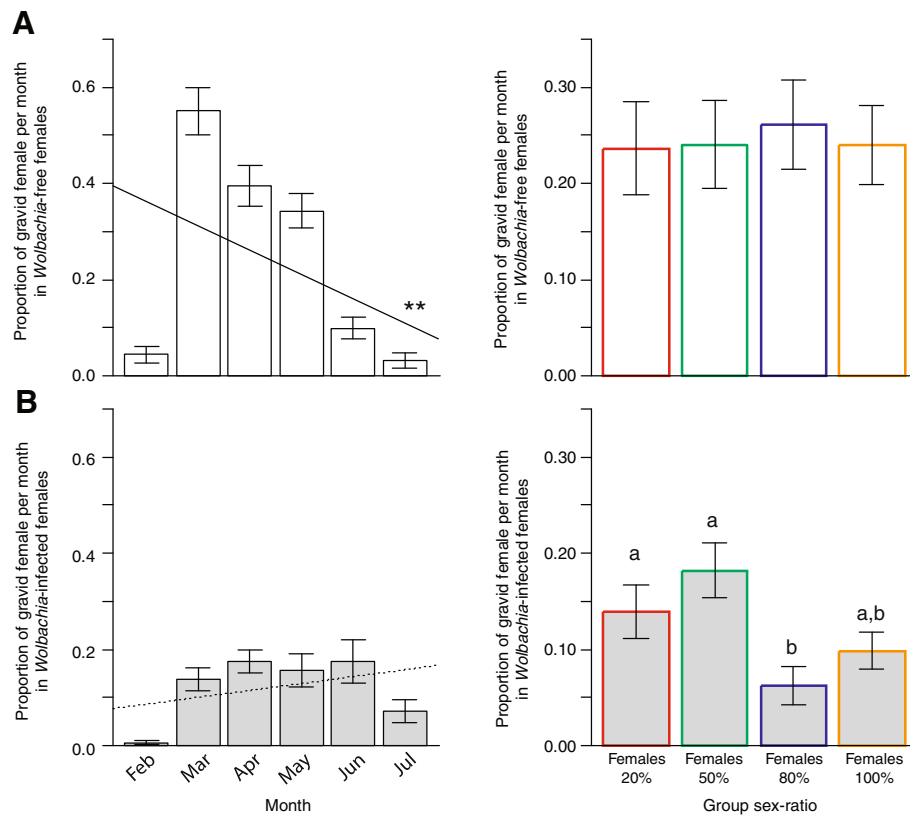 A
Proportion of gravid female per month
in Wolbachia-free females
0.6
0.4
0.2
0.0
**
Proportion of gravid female per month
in Wolbachia-free females
0.30
0.20
0.10
0.00
B
Proportion of gravid female per month
in Wolbachia-infected females
0.6
0.4
0.2
0.0
Feb
Mar
Apr
May
Jun
Jul
Month
Proportion of gravid female per month
in Wolbachia-infected females
0.30
0.20
0.10
0.00
a
a
b
a,b
Females
20%
Females
50%
Females
80%
Females
100%
Group sex-ratio